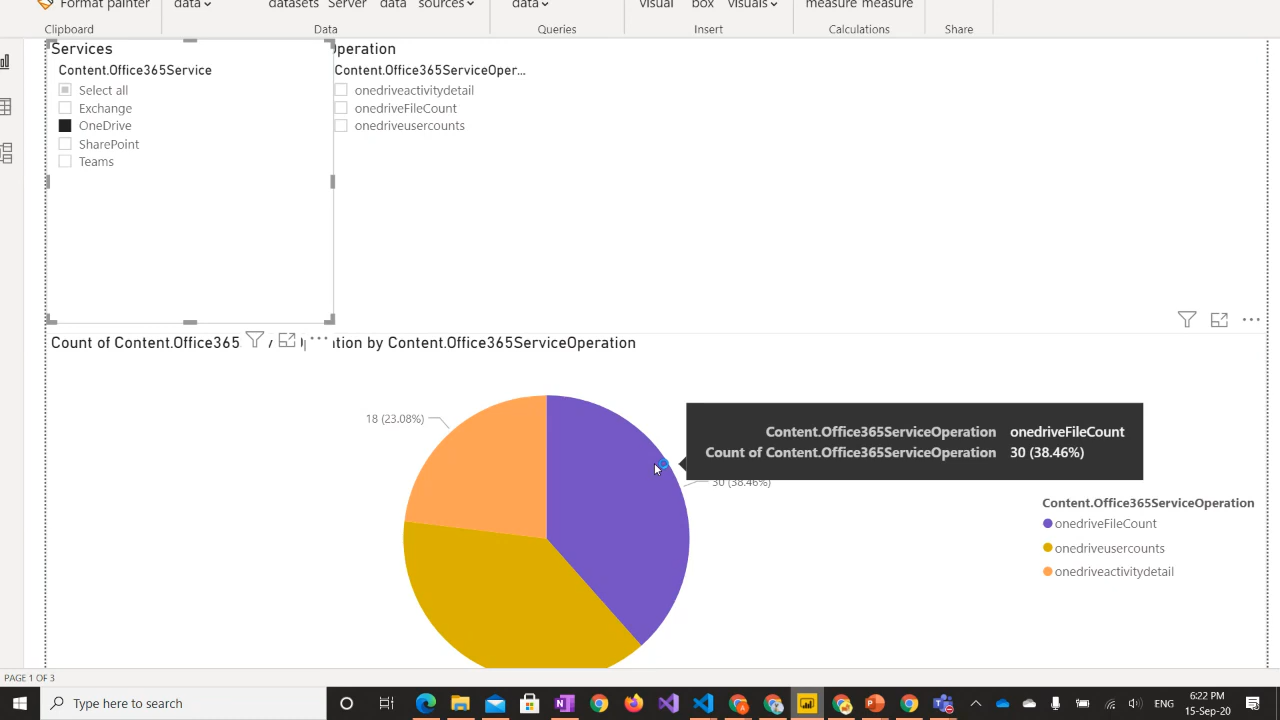 Format painter
data
datasets Server data sources
data
visual box visuals
measure measure
Clipboard
Data
Queries
Insert
Calculations
Share
Services
Content.Office365Service
Select all
Exchange
OneDrive
SharePoint
Teams
Operation
Content.Office365ServiceOper...
onedriveactivitydetail
onedriveFileCount
onedriveusercounts
Count of Content.Office365 tion by Content.Office365ServiceOperation
18 (23.08%)
30 (38.46%)
Content.Office365ServiceOperation onedriveFileCount
Count of Content.Office365ServiceOperation 30 (38.46%)
Content.Office365ServiceOperation
onedriveFileCount
onedriveusercounts
onedriveactivitydetail
PAGE 1 OF 3
Type here to search
ENG
6:22 PM
15-Sep-20